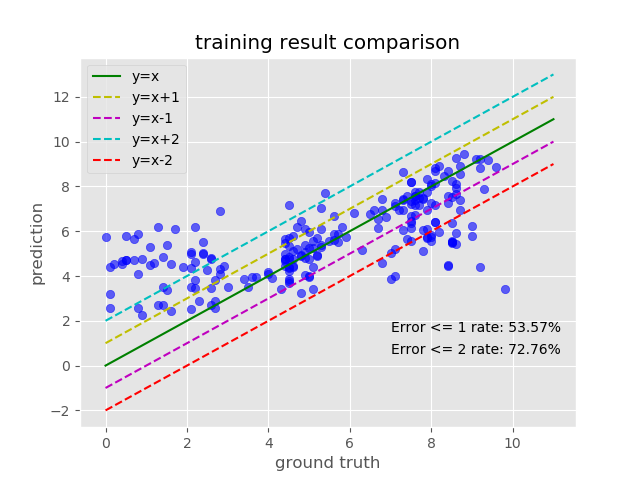 training result comparison
y=x
y=x+1
y=x-1
y=x+2
y=x-2
12
10
8
6
4
2
0
−2
prediction
Error <= 1 rate: 53.57%
Error <= 2 rate: 72.76%
0 2 4 6 8 10
ground truth